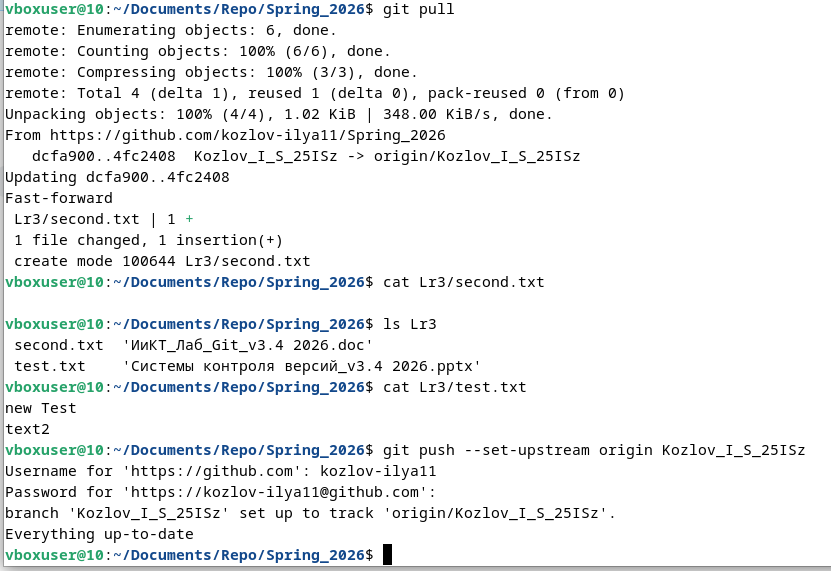 vboxuser@10:~/Documents/Repo/Spring_2026$ git pull
remote: Enumerating objects: 6, done.
remote: Counting objects: 100% (6/6), done.
remote: Compressing objects: 100% (3/3), done.
remote: Total 4 (delta 1), reused 1 (delta 0), pack-reused 0 (from 0)
Unpacking objects: 100% (4/4), 1.02 KiB | 348.00 KiB/s, done.
From https://github.com/kozlov-ilya11/Spring_2026
   dcfa900..4fc2408  Kozlov_I_S_25ISz -> origin/Kozlov_I_S_25ISz
Updating dcfa900..4fc2408
Fast-forward
 Lr3/second.txt | 1 +
 1 file changed, 1 insertion(+)
 create mode 100644 Lr3/second.txt
vboxuser@10:~/Documents/Repo/Spring_2026$ cat Lr3/second.txt
vboxuser@10:~/Documents/Repo/Spring_2026$ ls Lr3
 second.txt  'ИиКТ_Лаб_Git_v3.4 2026.doc'
 test.txt    'Системы контроля версий_v3.4 2026.pptx'
vboxuser@10:~/Documents/Repo/Spring_2026$ cat Lr3/test.txt
new Test
text2
vboxuser@10:~/Documents/Repo/Spring_2026$ git push --set-upstream origin Kozlov_I_S_25ISz
Username for 'https://github.com': kozlov-ilya11
Password for 'https://kozlov-ilya11@github.com':
branch 'Kozlov_I_S_25ISz' set up to track 'origin/Kozlov_I_S_25ISz'.
Everything up-to-date
vboxuser@10:~/Documents/Repo/Spring_2026$